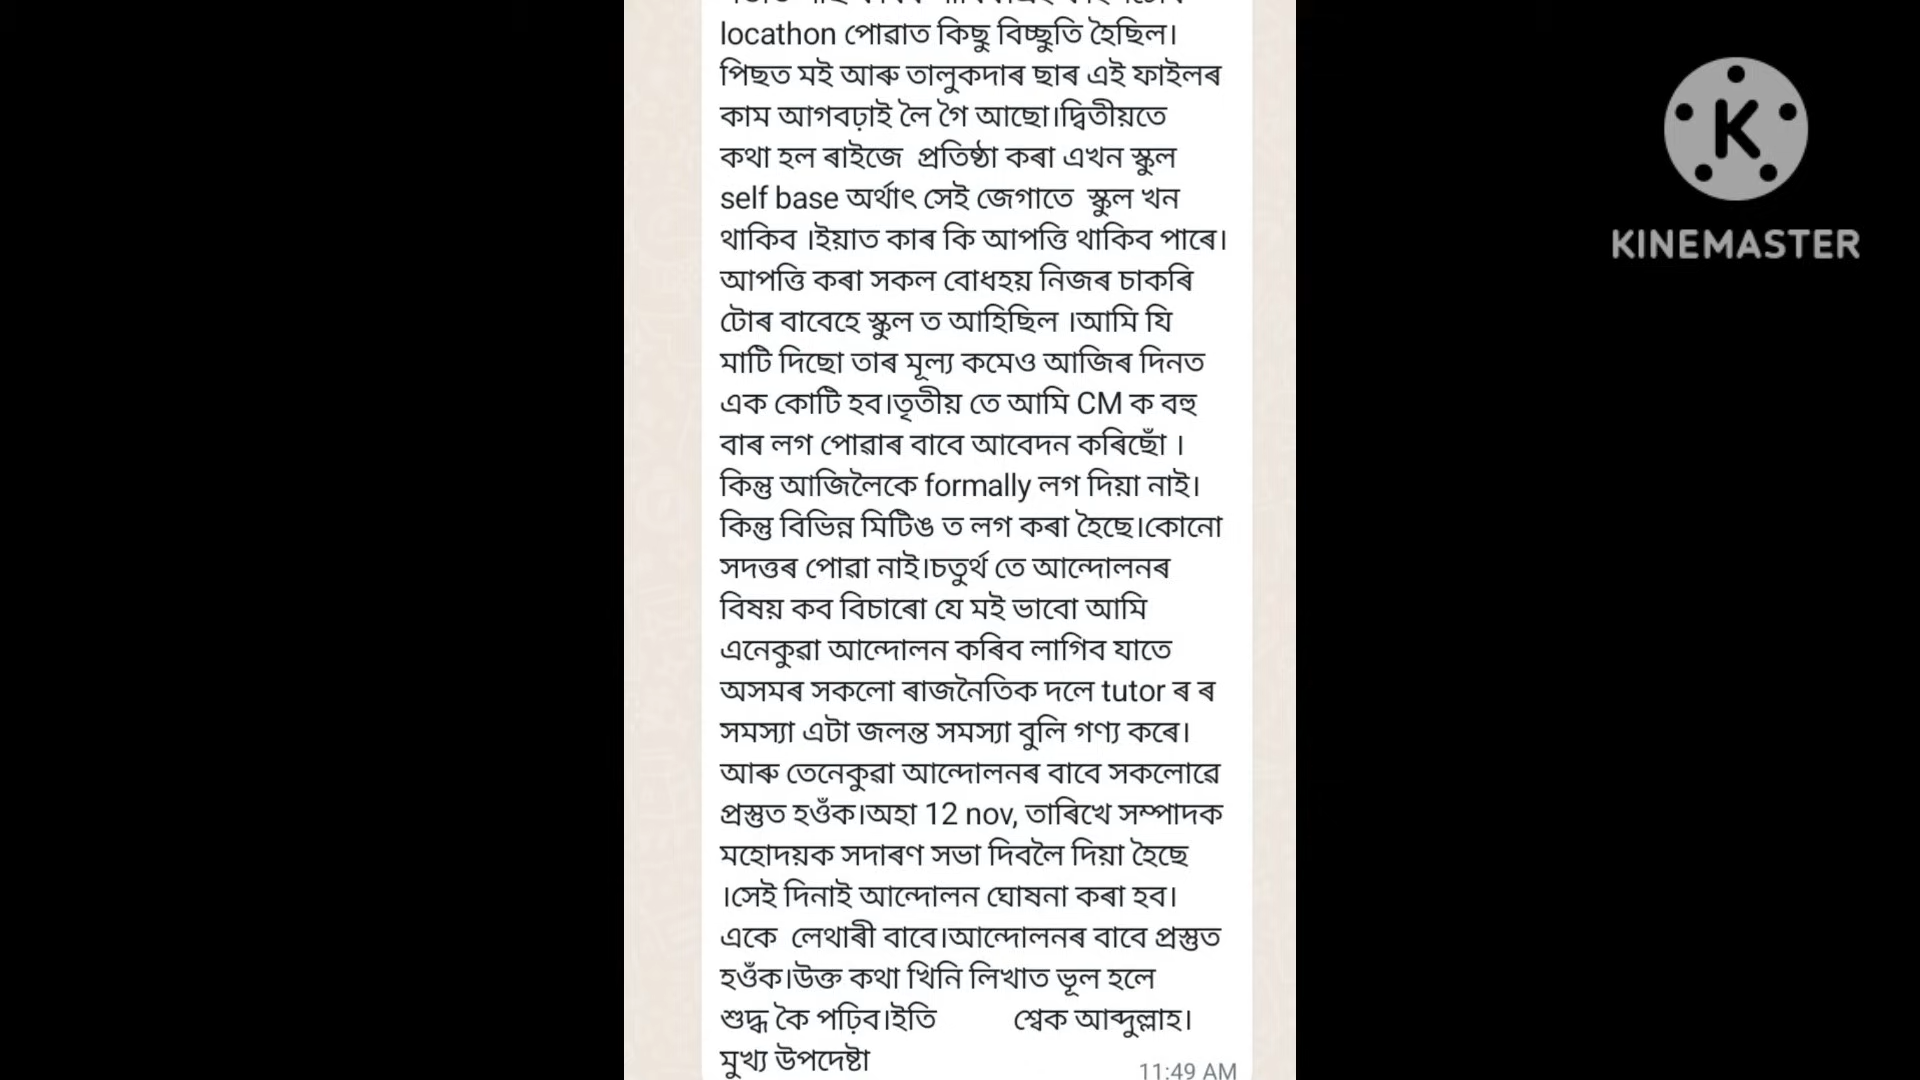 locathon পোৱাত কিছু বিচ্ছুতি হৈছিল।
পিছত মই আৰু তালুকদাৰ ছাৰ এই ফাইলৰ
কাম আগবঢ়াই লৈ গৈ আছো।দ্বিতীয়তে
কথা হল ৰাইজে প্ৰতিষ্ঠা কৰা এখন স্কুল
self base অৰ্থাৎ সেই জেগাতে স্কুল খন
থাকিব ।ইয়াত কাৰ কি আপত্তি থাকিব পাৰে।
আপত্তি কৰা সকল বোধহয় নিজৰ চাকৰি
টোৰ বাবেহে স্কুল ত আহিছিল ।আমি যি
মাটি দিছো তাৰ মূল্য কমেও আজিৰ দিনত
এক কোটি হব।তৃতীয় তে আমি CM ক বহু
বাৰ লগ পোৱাৰ বাবে আবেদন কৰিছোঁ ।
কিন্তু আজিলৈকে formally লগ দিয়া নাই।
কিন্তু বিভিন্ন মিটিঙ ত লগ কৰা হৈছে।কোনো
সদত্তৰ পোৱা নাই।চতুৰ্থ তে আন্দোলনৰ
বিষয় কব বিচাৰো যে মই ভাবো আমি
এনেকুৱা আন্দোলন কৰিব লাগিব যাতে
অসমৰ সকলো ৰাজনৈতিক দলে tutor ৰ ৰ
সমস্যা এটা জলন্ত সমস্যা বুলি গণ্য কৰে।
আৰু তেনেকুৱা আন্দোলনৰ বাবে সকলোৱে
প্ৰস্তুত হওঁক।অহা 12 nov, তাৰিখে সম্পাদক
মহোদয়ক সদাৰণ সভা দিবলৈ দিয়া হৈছে
।সেই দিনাই আন্দোলন ঘোষনা কৰা হব।
একে লেথাৰী বাবে।আন্দোলনৰ বাবে প্ৰস্তুত
হওঁক।উক্ত কথা খিনি লিখাত ভূল হলে
শুদ্ধ কৈ পঢ়িব।ইতি শ্বেক আব্দুল্লাহ।
মুখ্য উপদেষ্টা
11:49 AM
K
KINEMASTER